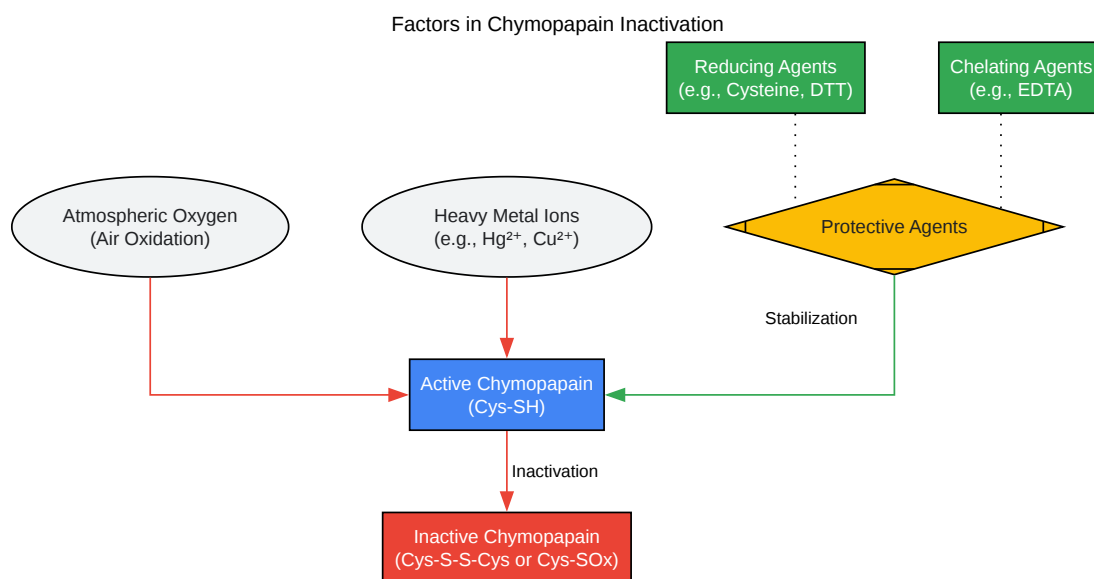 Factors in Chymopapain Inactivation
Reducing Agents
(e.g., Cysteine, DTT)
Chelating Agents
(e.g., EDTA)
Atmospheric Oxygen
(Air Oxidation)
Heavy Metal Ions
(e.g., Hg²⁺, Cu²⁺)
Protective Agents
Stabilization
Active Chymopapain
(Cys-SH)
Inactivation
Inactive Chymopapain
(Cys-S-S-Cys or Cys-SOx)